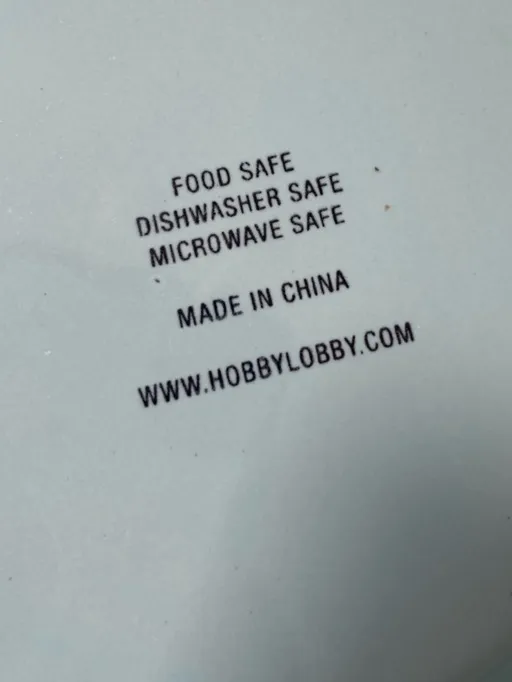 FOOD SAFE
DISHWASHER SAFE
MICROWAVE SAFE
MADE IN CHINA
WWW.HOBBYLOBBY.COM